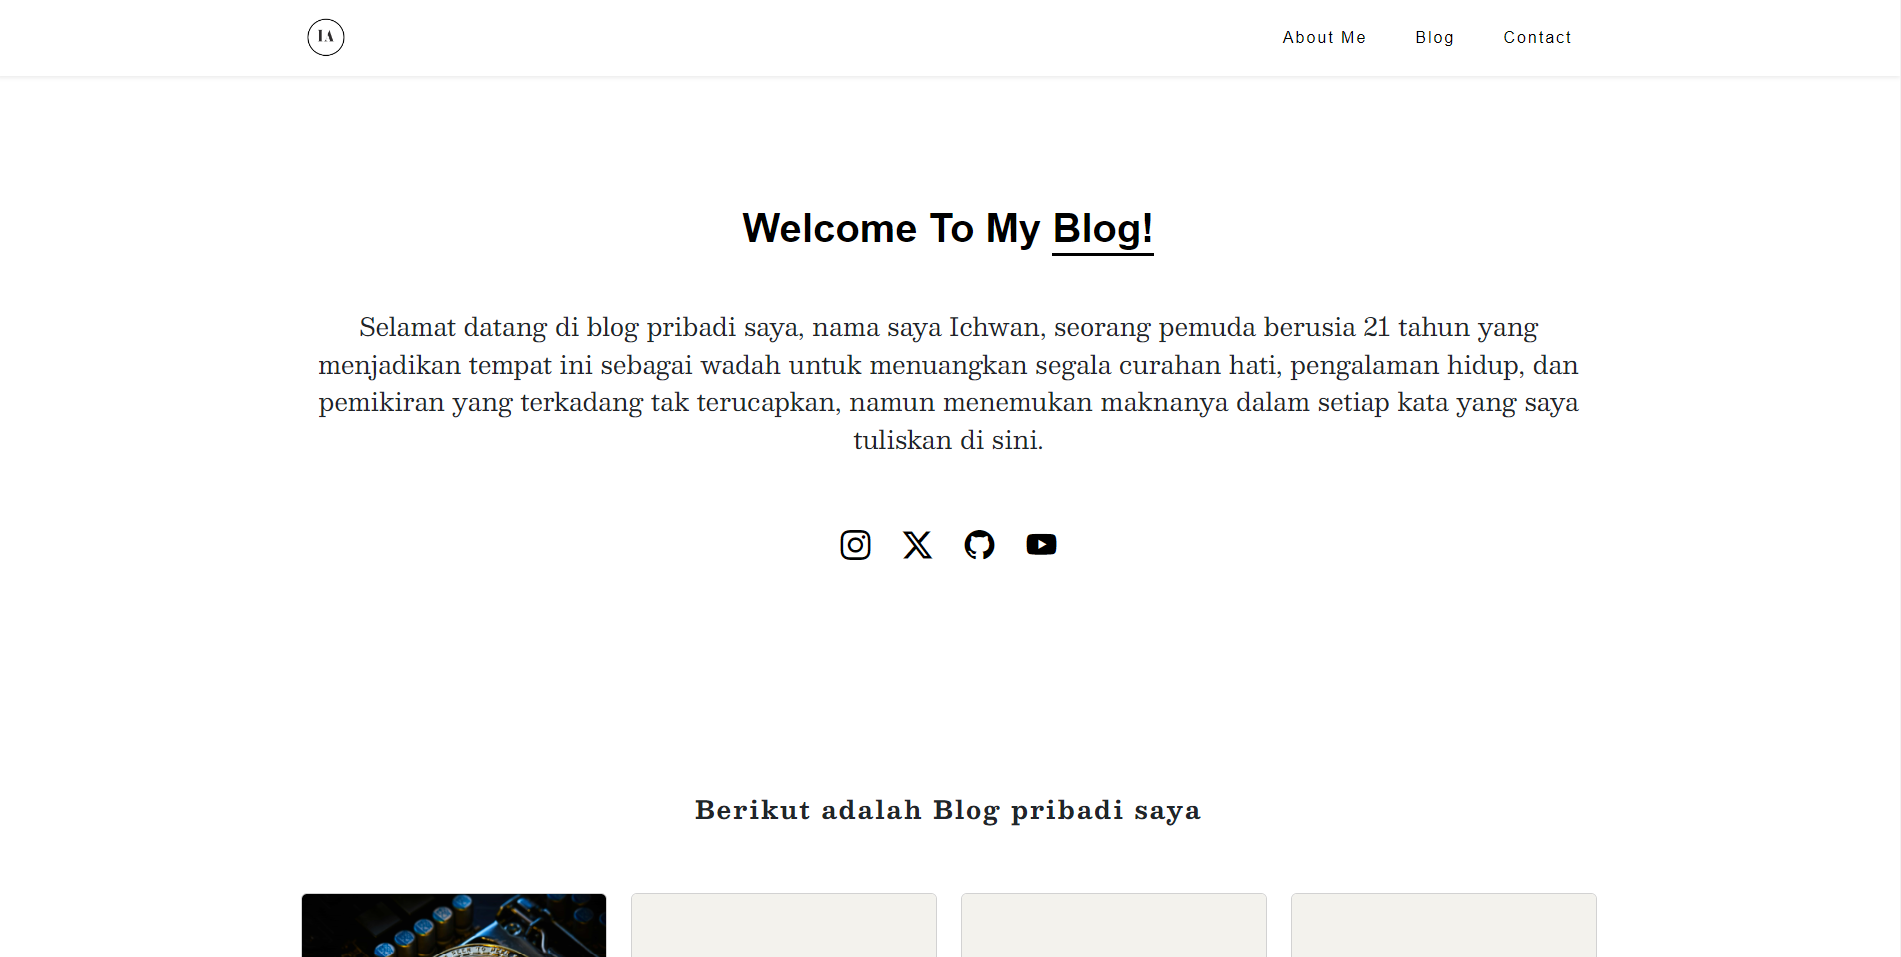 IA
About Me
Blog
Contact
Welcome To My Blog!
Selamat datang di blog pribadi saya, nama saya Ichwan, seorang pemuda berusia 21 tahun yang
menjadikan tempat ini sebagai wadah untuk menuangkan segala curahan hati, pengalaman hidup, dan
pemikiran yang terkadang tak terucapkan, namun menemukan maknanya dalam setiap kata yang saya
tuliskan di sini.
Berikut adalah Blog pribadi saya